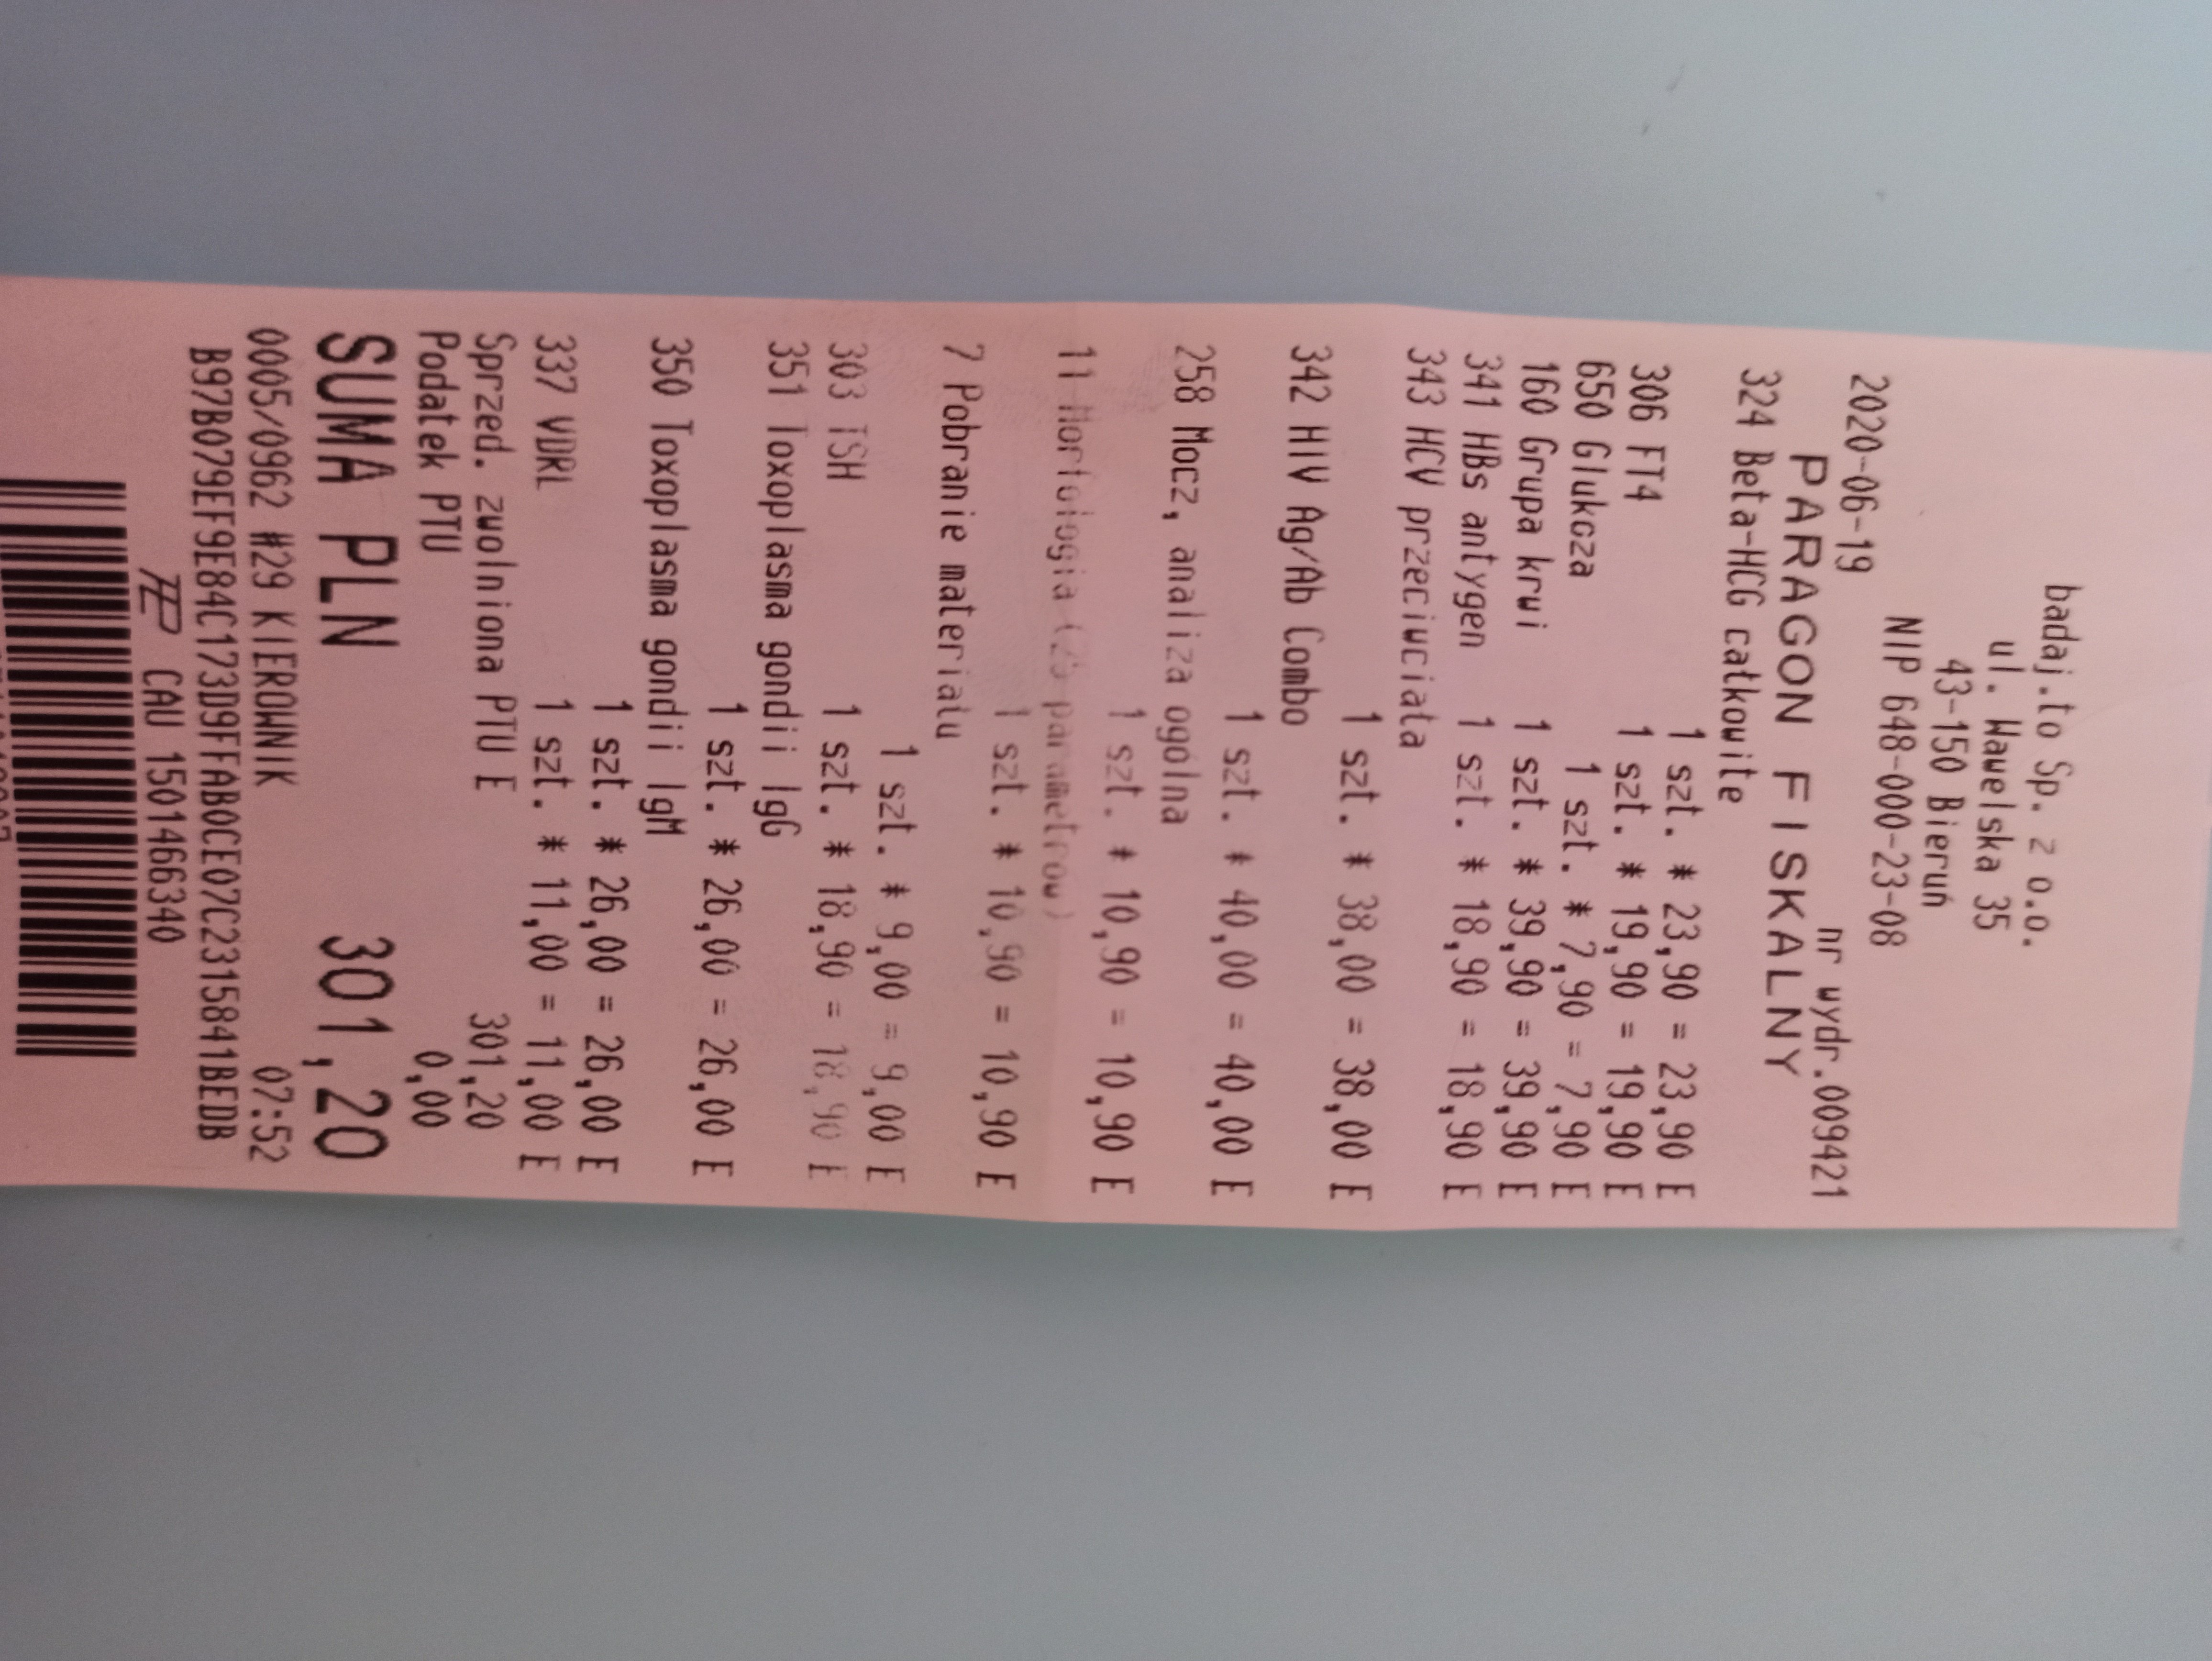 badaj.to Sp. z o.o.
ul. Wawelska 35
43-150 Bieruń
NIP 648-000-23-08
2020-06-19 nr wydr.009421
PARAGON FISKALNY
324 Beta-HCG całkowite
1 szt. * 23,90 = 23,90 E
306 FT4 1 szt. * 19,90 = 19,90 E
650 Glukoza 1 szt. * 7,90 = 7,90 E
160 Grupa krwi 1 szt. * 39,90 = 39,90 E
341 HBs antygen 1 szt. * 18,90 = 18,90 E
343 HCV przeciwciała
1 szt. * 38,00 = 38,00 E
342 HIV Ag/Ab Combo
1 szt. * 40,00 = 40,00 E
258 Mocz, analiza ogólna
1 szt. * 10,90 = 10,90 E
11 Morfologia (25 parametrów)
1 szt. * 10,90 = 10,90 E
7 Pobranie materiału
1 szt. * 9,00 = 9,00 E
303 TSH 1 szt. * 18,90 = 18,90 E
351 Toxoplasma gondii IgG
1 szt. * 26,00 = 26,00 E
350 Toxoplasma gondii IgM
1 szt. * 26,00 = 26,00 E
337 VDRL 1 szt. * 11,00 = 11,00 E
Sprzed. zwolniona PTU E 301,20
Podatek PTU 0,00
SUMA PLN 301,20
0005/0962 #29 KIEROWNIK 07:52
B97B079EF9E84C173D9FFAB0CE07C2315841BEDB
CAU 1501466340